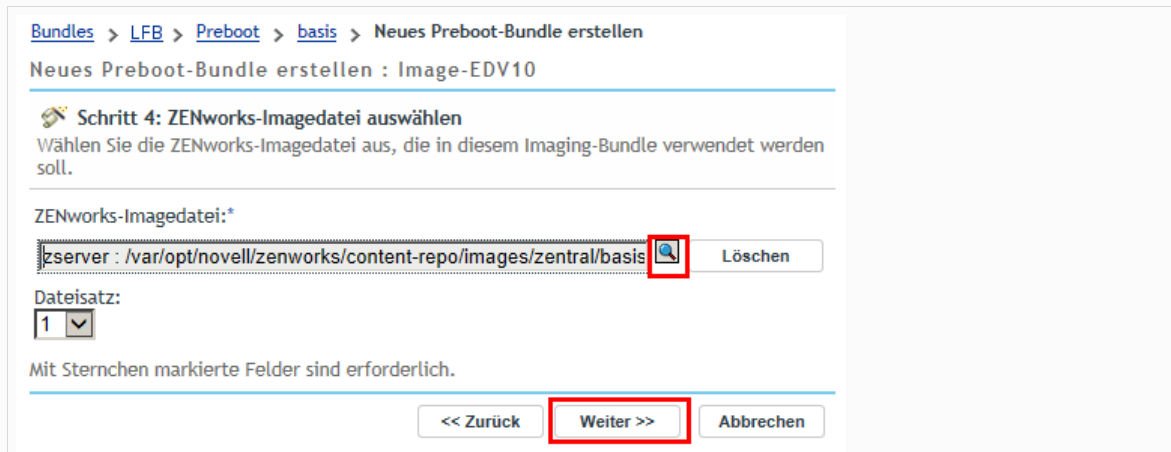 Bundles > LFB > Preboot > basis > Neues Preboot-Bundle erstellen
Neues Preboot-Bundle erstellen : Image-EDV10
Schritt 4: ZENworks-Imagedatei auswählen
Wählen Sie die ZENworks-Imagedatei aus, die in diesem Imaging-Bundle verwendet werden
soll.
ZENworks-Imagedatei:*
zserver : /var/opt/novell/zenworks/content-repo/images/zentral/basis
Löschen
Dateisatz:
1
Mit Sternchen markierte Felder sind erforderlich.
<< Zurück Weiter >> Abbrechen